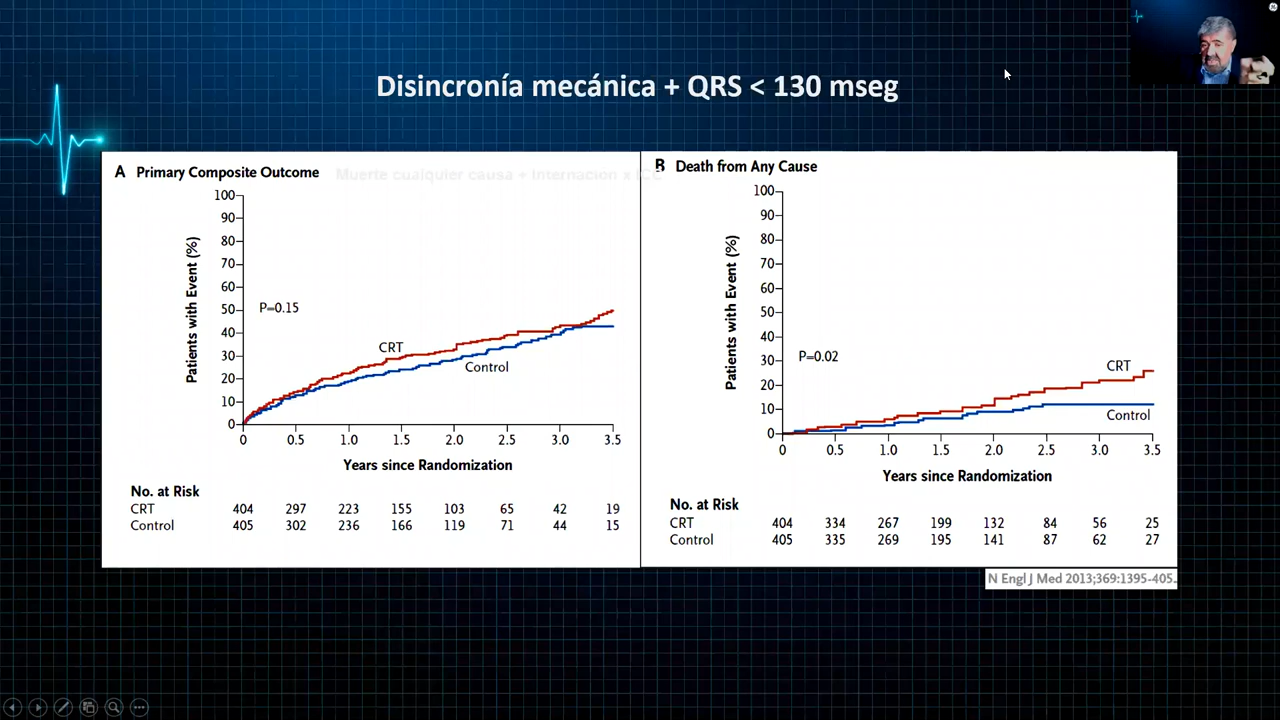 Disincronía mecánica + QRS < 130 mseg
A Primary Composite Outcome
Muerte cualquier causa + Internación x ICC
Patients with Event (%)
100
90
80
70
60
50
40
30
20
10
0
P=0.15
CRT
Control
0 0.5 1.0 1.5 2.0 2.5 3.0 3.5
Years since Randomization
No. at Risk
CRT 404 297 223 155 103 65 42 19
Control 405 302 236 166 119 71 44 15
B Death from Any Cause
Patients with Event (%)
100
90
80
70
60
50
40
30
20
10
0
P=0.02
CRT
Control
0 0.5 1.0 1.5 2.0 2.5 3.0 3.5
Years since Randomization
No. at Risk
CRT 404 334 267 199 132 84 56 25
Control 405 335 269 195 141 87 62 27
N Engl J Med 2013;369:1395-405.